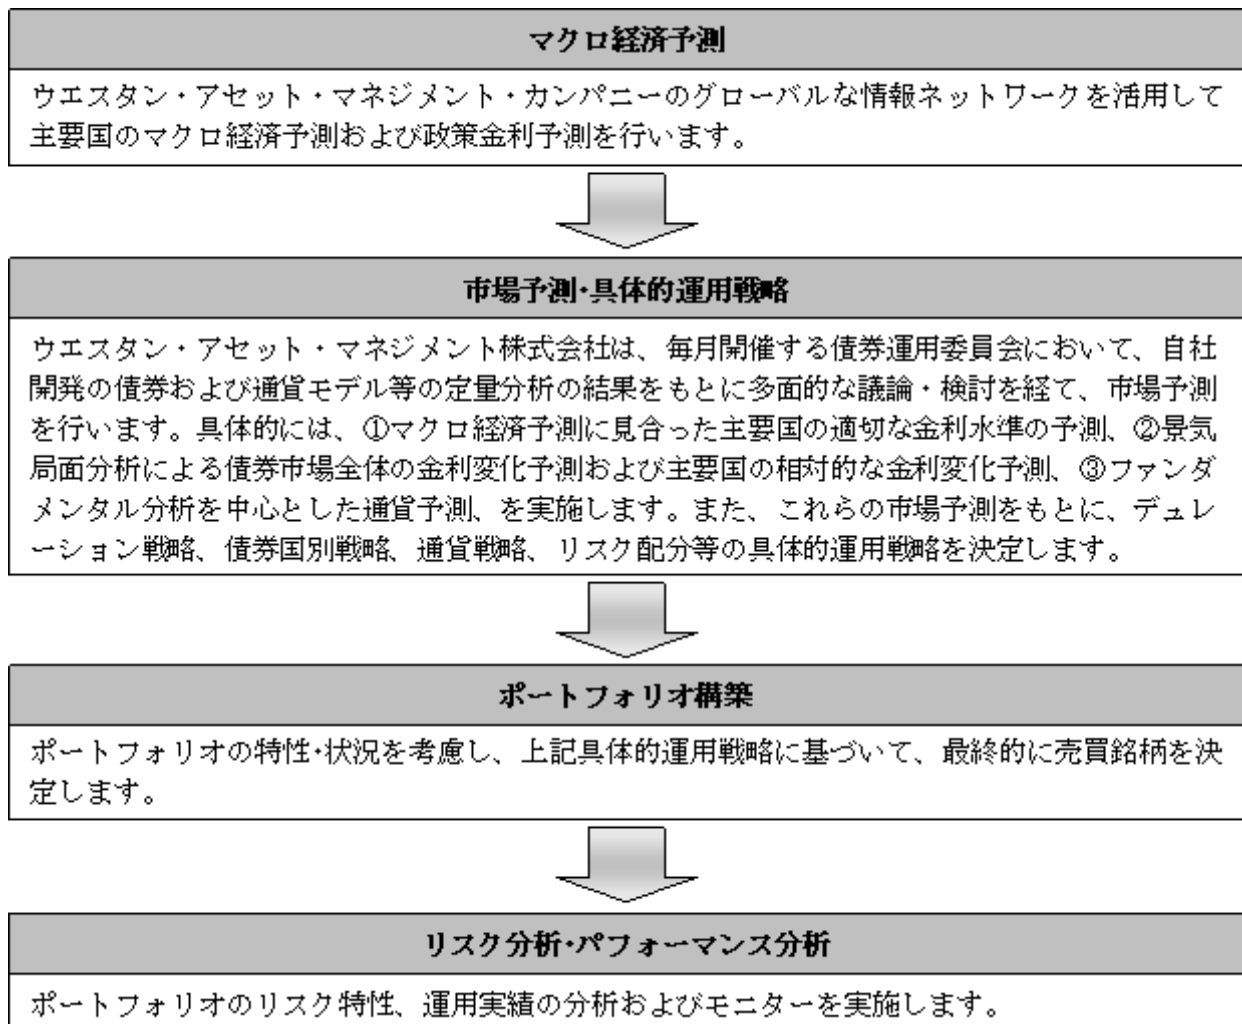 マクロ経済予測
ウエスタン・アセット・マネジメント・カンパニーのグローバルな情報ネットワークを活用して
主要国のマクロ経済予測および政策金利予測を行います。
市場予測・具体的運用戦略
ウエスタン・アセット・マネジメント株式会社は、毎月開催する債券運用委員会において、自社
開発の債券および通貨モデル等の定量分析の結果をもとに多面的な議論・検討を経て、市場予測
を行います。具体的には、①マクロ経済予測に見合った主要国の適切な金利水準の予測、②景気
局面分析による債券市場全体の金利変化予測および主要国の相対的な金利変化予測、③ファンダ
メンタル分析を中心とした通貨予測、を実施します。また、これらの市場予測をもとに、デュレ
ーション戦略、債券国別戦略、通貨戦略、リスク配分等の具体的運用戦略を決定します。
ポートフォリオ構築
ポートフォリオの特性・状況を考慮し、上記具体的運用戦略に基づいて、最終的に売買銘柄を決
定します。
リスク分析・パフォーマンス分析
ポートフォリオのリスク特性、運用実績の分析およびモニターを実施します。